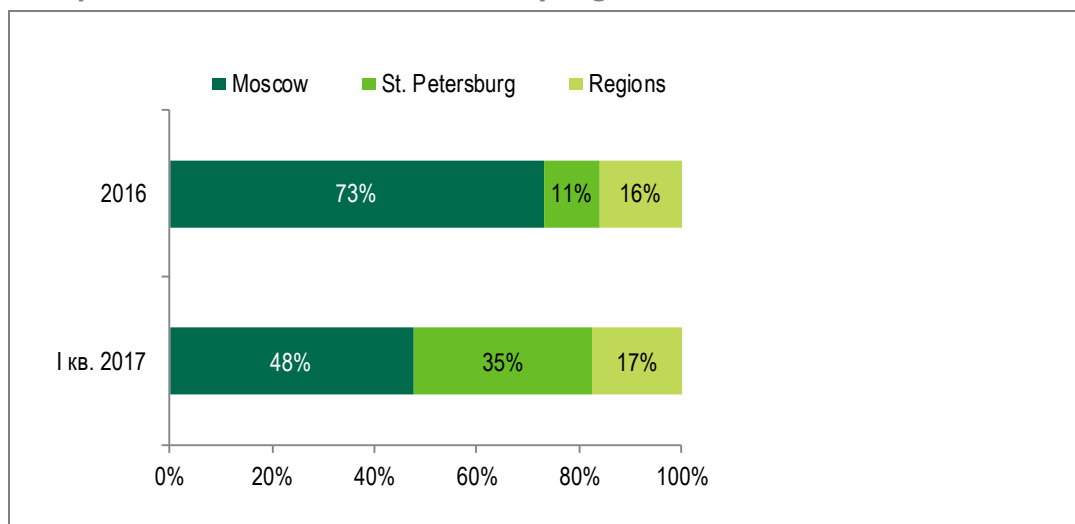 Moscow St. Petersburg Regions
2016 73% 11% 16%
I кв. 2017 48% 35% 17%
0% 20% 40% 60% 80% 100%